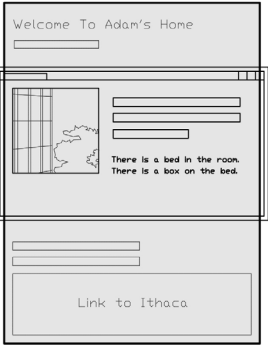 Welcome To Adam's Home
There is a bed in the room.
There is a box on the bed.
Link to Ithaca